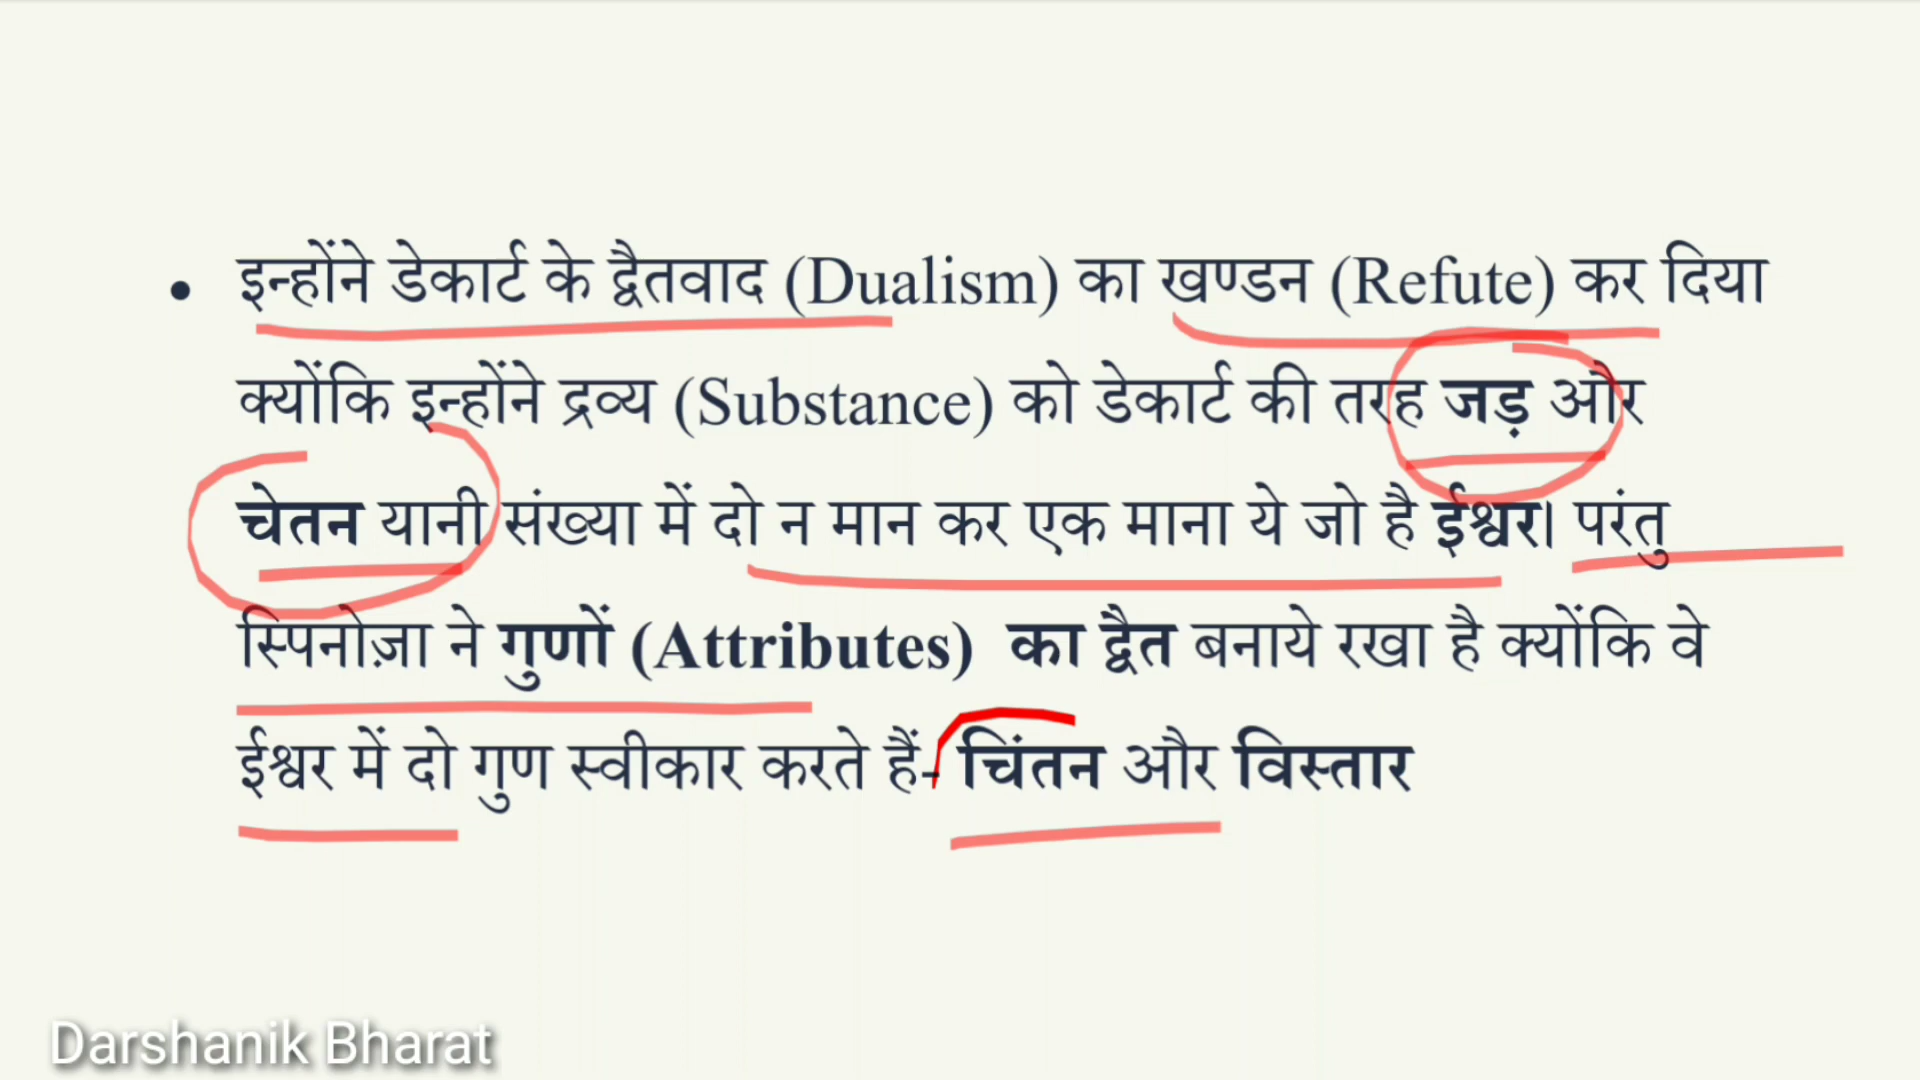 • इन्होंने डेकार्ट के द्वैतवाद (Dualism) का खण्डन (Refute) कर दिया
क्योंकि इन्होंने द्रव्य (Substance) को डेकार्ट की तरह जड़ और
चेतन यानी संख्या में दो न मान कर एक माना ये जो है ईश्वर। परंतु
स्पिनोज़ा ने गुणों (Attributes) का द्वैत बनाये रखा है क्योंकि वे
ईश्वर में दो गुण स्वीकार करते हैं- चिंतन और विस्तार
Darshanik Bharat